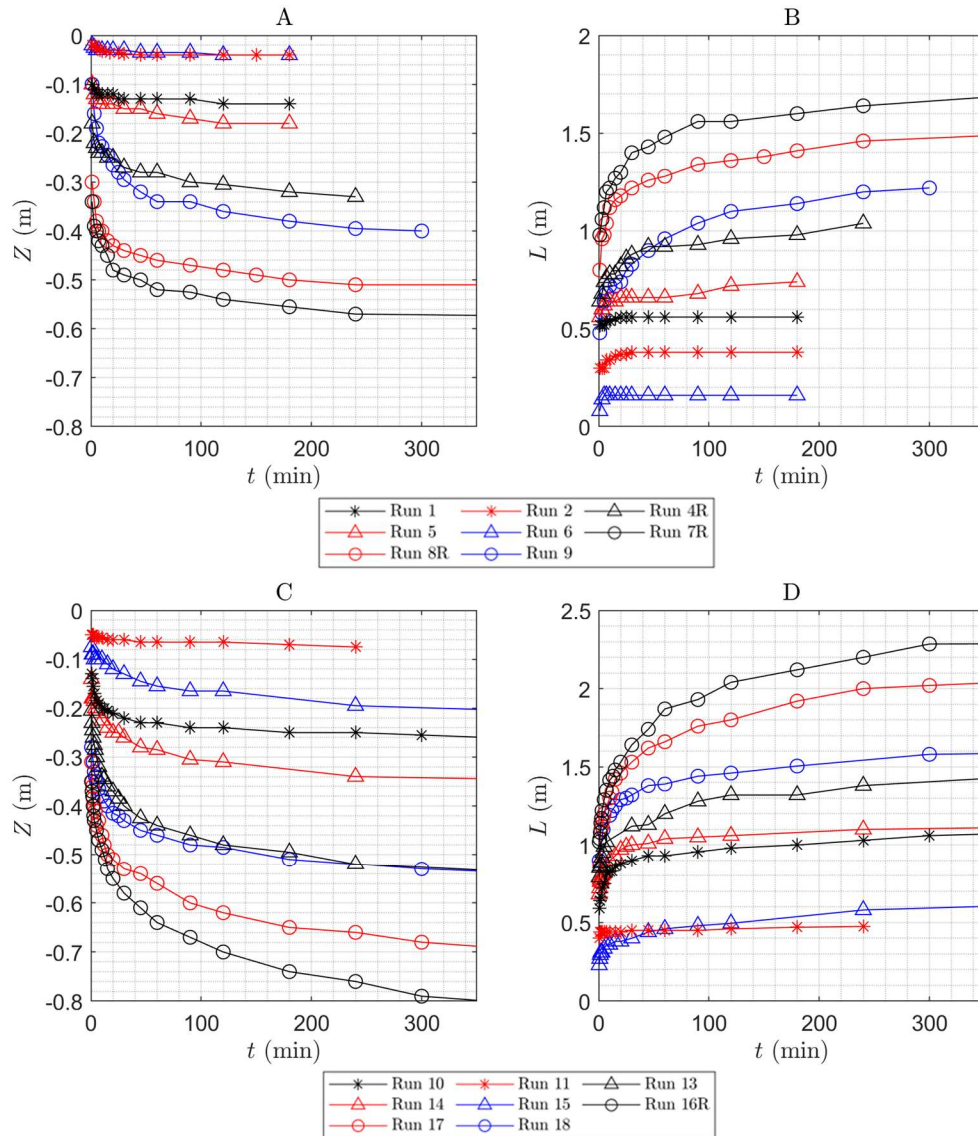 A
B
0
-0.1
-0.2
-0.3
-0.4
-0.5
-0.6
-0.7
-0.8
Z (m)
0 100 200 300
t (min)
2
1.5
1
0.5
0
L (m)
0 100 200 300
t (min)
Run 1 Run 2 Run 4R
Run 5 Run 6 Run 7R
Run 8R Run 9
C
D
0
-0.1
-0.2
-0.3
-0.4
-0.5
-0.6
-0.7
-0.8
Z (m)
0 100 200 300
t (min)
2.5
2
1.5
1
0.5
0
L (m)
0 100 200 300
t (min)
Run 10 Run 11 Run 13
Run 14 Run 15 Run 16R
Run 17 Run 18